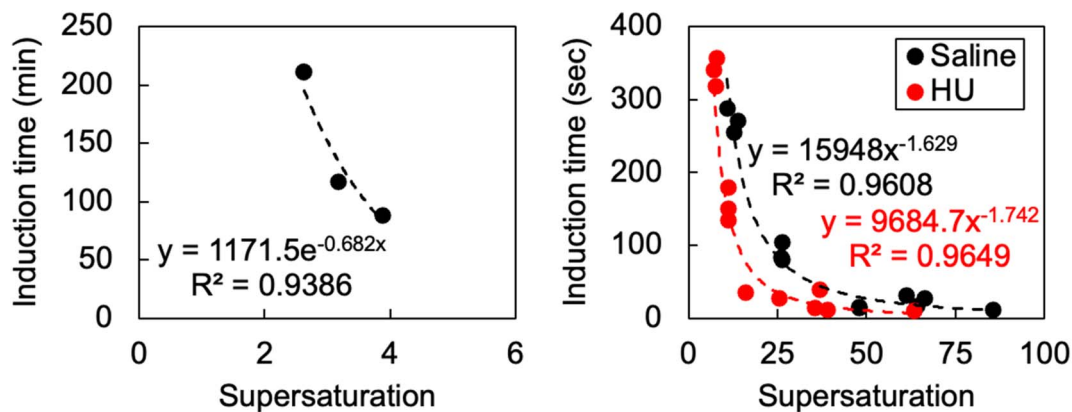 Induction time (min)
250
200
150
100
50
0
y = 1171.5e^-0.682x
R² = 0.9386
0 2 4 6
Supersaturation
Induction time (sec)
400
300
200
100
0
Saline
HU
y = 15948x^-1.629
R² = 0.9608
y = 9684.7x^-1.742
R² = 0.9649
0 25 50 75 100
Supersaturation